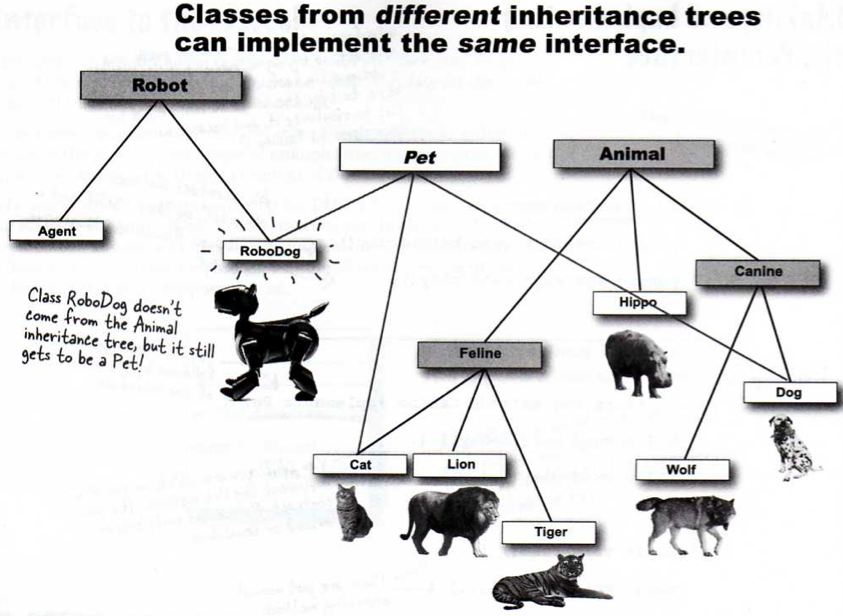 Classes from different inheritance trees
can implement the same interface.
Robot
Pet
Animal
Agent
RoboDog
Canine
Hippo
Class RoboDog doesn't
come from the Animal
inheritance tree, but it still
gets to be a Pet!
Feline
Dog
Cat
Lion
Wolf
Tiger